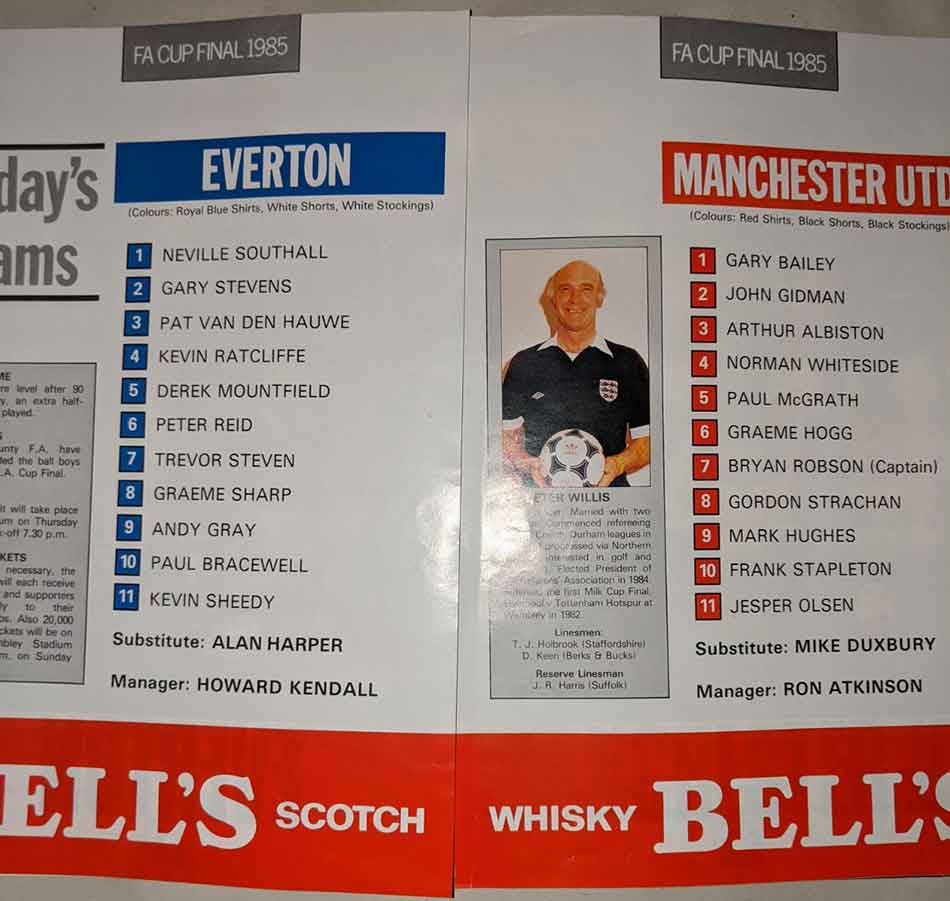 FA CUP FINAL 1985
day's
ams
ME
re level after 90
y, an extra half-
played.
S
unty F.A. have
ded the ball boys
.A. Cup Final.
lt will take place
um on Thursday
k-off 7.30 p.m.
KETS
necessary, the
will each receive
and supporters
ly to their
bs. Also 20,000
ckets will be on
mbley Stadium
m. on Sunday
EVERTON
(Colours: Royal Blue Shirts, White Shorts, White Stockings)
1 NEVILLE SOUTHALL
2 GARY STEVENS
3 PAT VAN DEN HAUWE
4 KEVIN RATCLIFFE
5 DEREK MOUNTFIELD
6 PETER REID
7 TREVOR STEVEN
8 GRAEME SHARP
9 ANDY GRAY
10 PAUL BRACEWELL
11 KEVIN SHEEDY
Substitute: ALAN HARPER
Manager: HOWARD KENDALL
FA CUP FINAL 1985
MANCHESTER UTD
(Colours: Red Shirts, Black Shorts, Black Stockings)
ETER WILLIS
Married with two
Commenced refereeing
Durham leagues in
via Northern
interested in golf and
Elected President of
Association in 1984.
the first Milk Cup Final,
Liverpool v Tottenham Hotspur at
Wembley in 1982.
Linesmen:
T. J. Holbrook (Staffordshire)
D. Keen (Berks & Bucks)
Reserve Linesman
J. R. Harris (Suffolk)
1 GARY BAILEY
2 JOHN GIDMAN
3 ARTHUR ALBISTON
4 NORMAN WHITESIDE
5 PAUL McGRATH
6 GRAEME HOGG
7 BRYAN ROBSON (Captain)
8 GORDON STRACHAN
9 MARK HUGHES
10 FRANK STAPLETON
11 JESPER OLSEN
Substitute: MIKE DUXBURY
Manager: RON ATKINSON
ELL'S SCOTCH WHISKY BELL'S